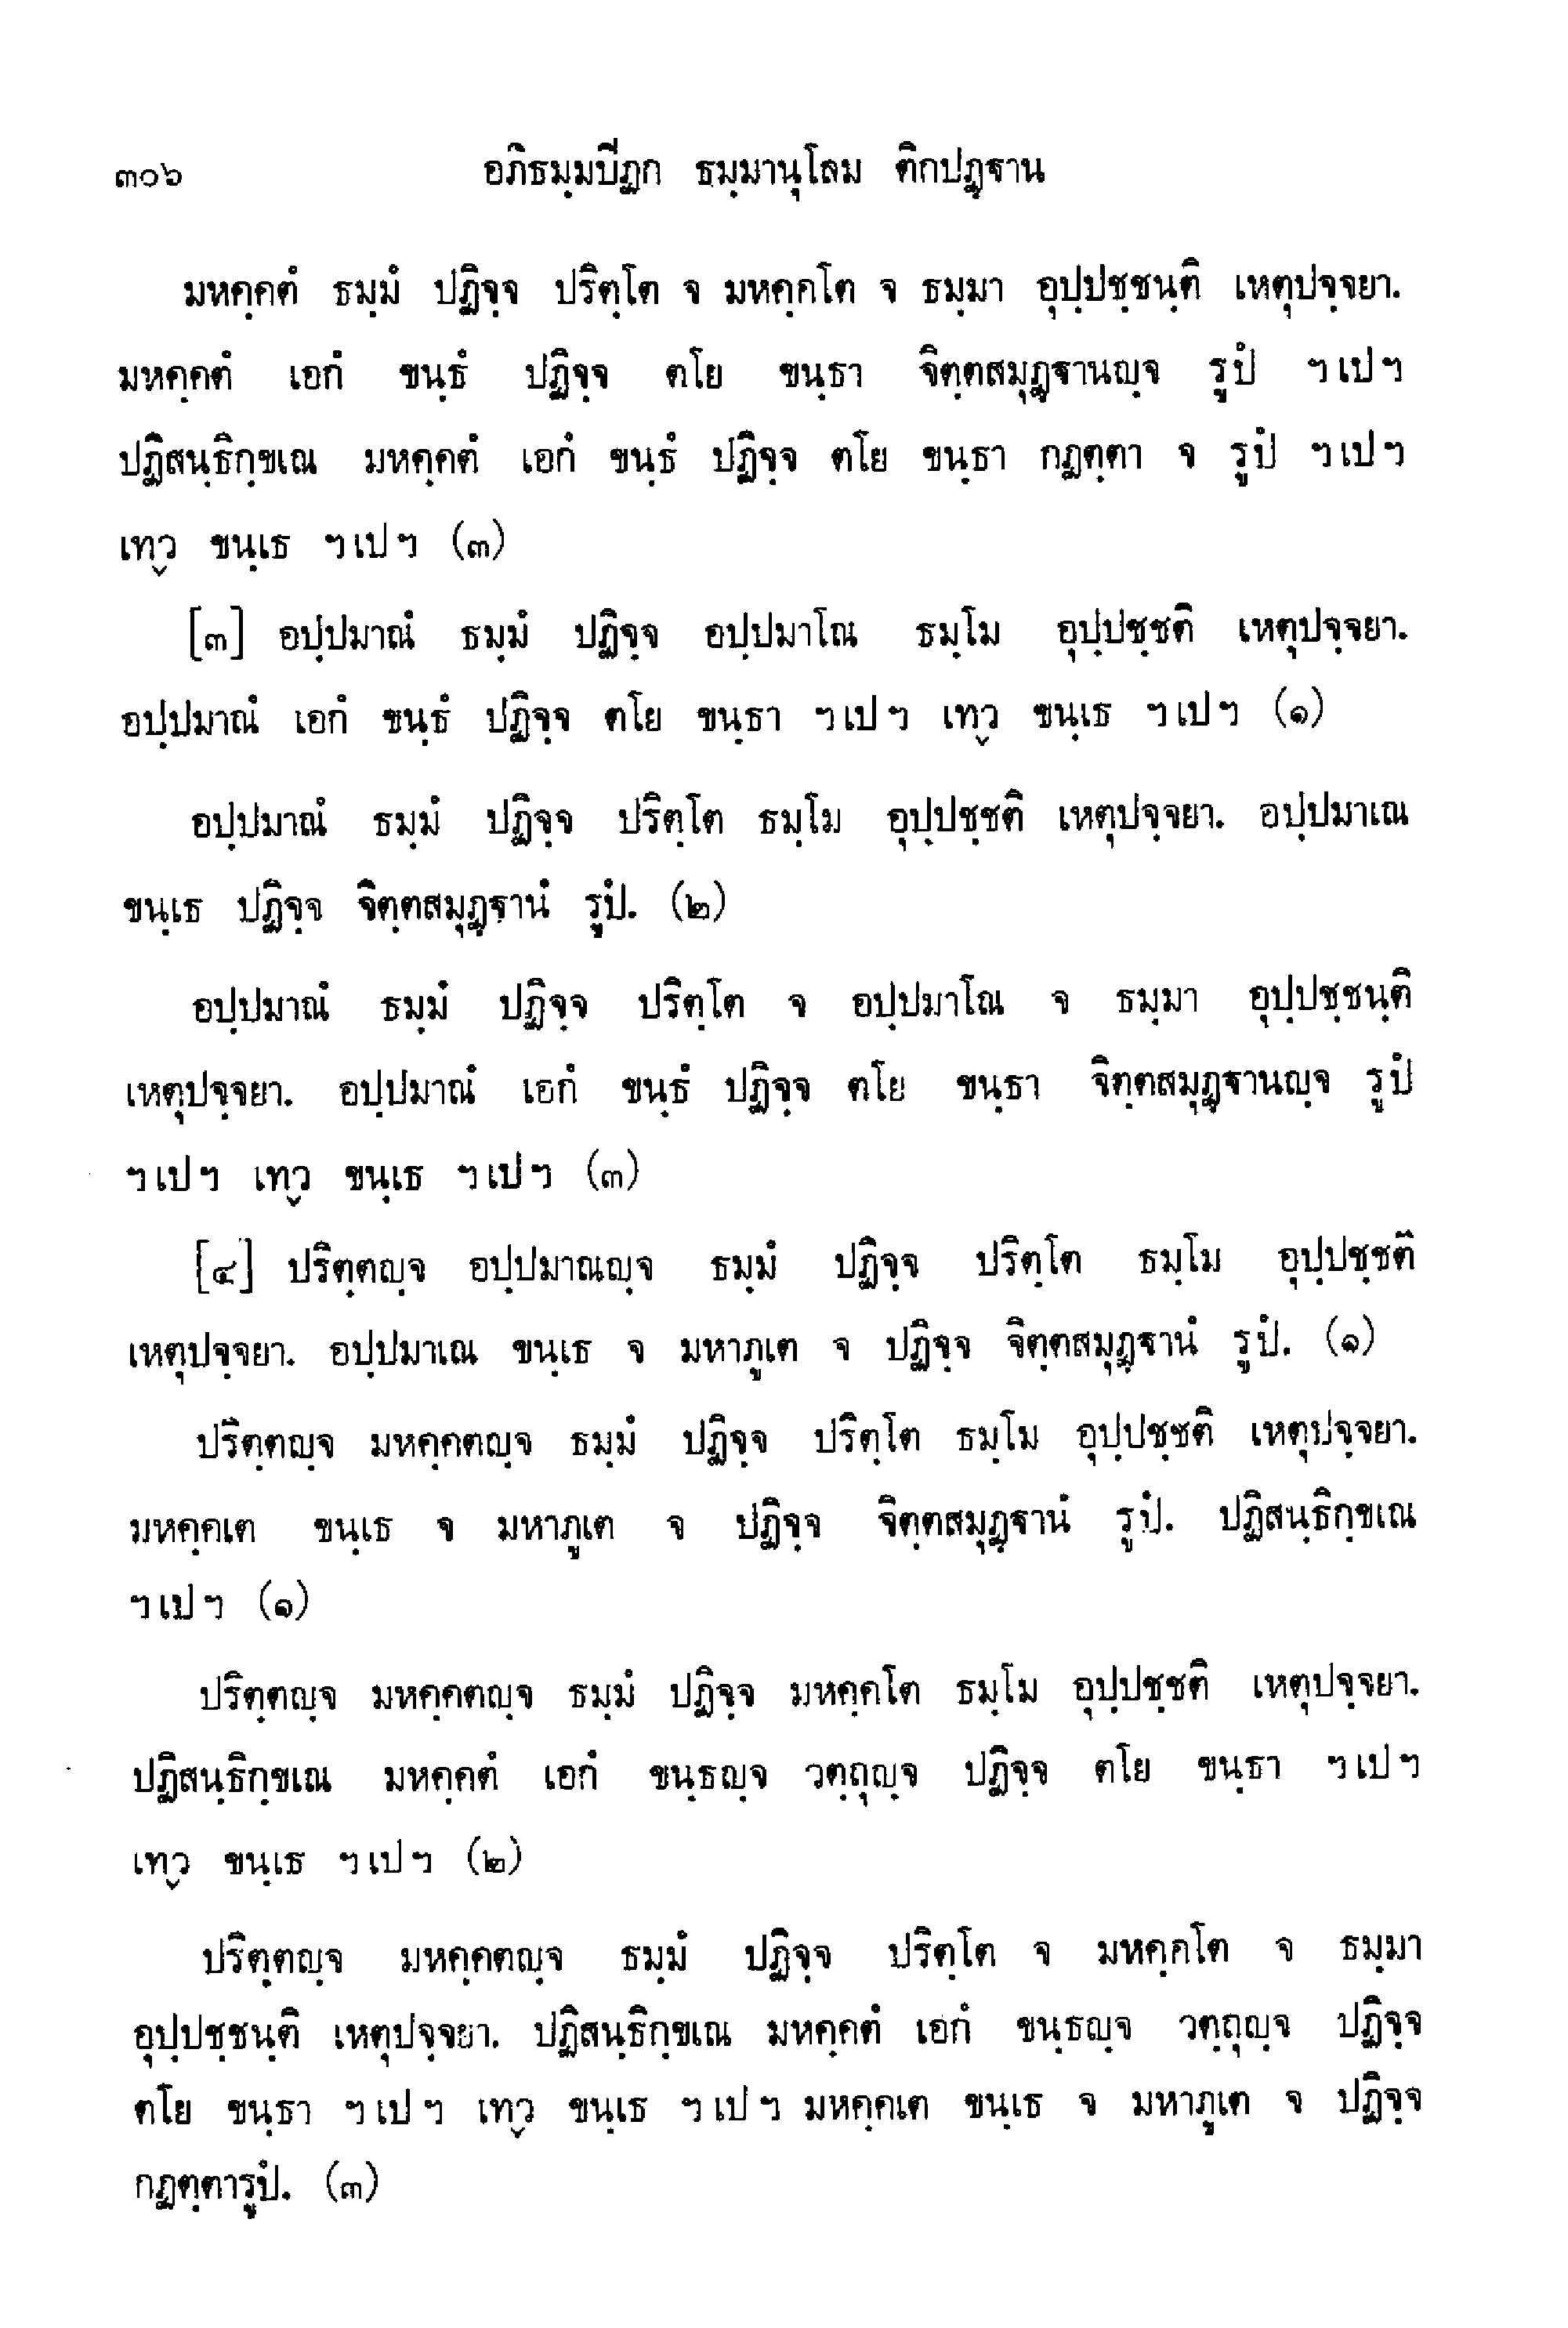 ๓๐๖ อภิธมฺมปิฏก ธมฺมานุโลม ติกปฏฺฐาน
มหคฺคตํ ธมฺมํ ปฏิจฺจ ปริตฺโต จ มหคฺคโต จ ธมฺมา อุปฺปชฺชนฺติ เหตุปจฺจยา.
มหคฺคตํ เอกํ ขนฺธํ ปฏิจฺจ ตโย ขนฺธา จิตฺตสมุฏฺฐานญฺจ รูปํ ฯเปฯ
ปฏิสนฺธิกฺขเณ มหคฺคตํ เอกํ ขนฺธํ ปฏิจฺจ ตโย ขนฺธา กฏตฺตา จ รูปํ ฯเปฯ
เทฺว ขนฺเธ ฯเปฯ (๓)
[๓] อปฺปมาณํ ธมฺมํ ปฏิจฺจ อปฺปมาโณ ธมฺโม อุปฺปชฺชติ เหตุปจฺจยา.
อปฺปมาณํ เอกํ ขนฺธํ ปฏิจฺจ ตโย ขนฺธา ฯเปฯ เทฺว ขนฺเธ ฯเปฯ (๑)
อปฺปมาณํ ธมฺมํ ปฏิจฺจ ปริตฺโต ธมฺโม อุปฺปชฺชติ เหตุปจฺจยา. อปฺปมาเณ
ขนฺเธ ปฏิจฺจ จิตฺตสมุฏฺฐานํ รูปํ. (๒)
อปฺปมาณํ ธมฺมํ ปฏิจฺจ ปริตฺโต จ อปฺปมาโณ จ ธมฺมา อุปฺปชฺชนฺติ
เหตุปจฺจยา. อปฺปมาณํ เอกํ ขนฺธํ ปฏิจฺจ ตโย ขนฺธา จิตฺตสมุฏฺฐานญฺจ รูปํ
ฯเปฯ เทฺว ขนฺเธ ฯเปฯ (๓)
[๔] ปริตฺตญฺจ อปฺปมาณญฺจ ธมฺมํ ปฏิจฺจ ปริตฺโต ธมฺโม อุปฺปชฺชติ
เหตุปจฺจยา. อปฺปมาเณ ขนฺเธ จ มหาภูเต จ ปฏิจฺจ จิตฺตสมุฏฺฐานํ รูปํ. (๑)
ปริตฺตญฺจ มหคฺคตญฺจ ธมฺมํ ปฏิจฺจ ปริตฺโต ธมฺโม อุปฺปชฺชติ เหตุปจฺจยา.
มหคฺคเต ขนฺเธ จ มหาภูเต จ ปฏิจฺจ จิตฺตสมุฏฺฐานํ รูปํ. ปฏิสนฺธิกฺขเณ
ฯเปฯ (๑)
ปริตฺตญฺจ มหคฺคตญฺจ ธมฺมํ ปฏิจฺจ มหคฺคโต ธมฺโม อุปฺปชฺชติ เหตุปจฺจยา.
ปฏิสนฺธิกฺขเณ มหคฺคตํ เอกํ ขนฺธญฺจ วตฺถุญฺจ ปฏิจฺจ ตโย ขนฺธา ฯเปฯ
เทฺว ขนฺเธ ฯเปฯ (๒)
ปริตฺตญฺจ มหคฺคตญฺจ ธมฺมํ ปฏิจฺจ ปริตฺโต จ มหคฺคโต จ ธมฺมา
อุปฺปชฺชนฺติ เหตุปจฺจยา. ปฏิสนฺธิกฺขเณ มหคฺคตํ เอกํ ขนฺธญฺจ วตฺถุญฺจ ปฏิจฺจ
ตโย ขนฺธา ฯเปฯ เทฺว ขนฺเธ ฯเปฯ มหคฺคเต ขนฺเธ จ มหาภูเต จ ปฏิจฺจ
กฏตฺตารูปํ. (๓)